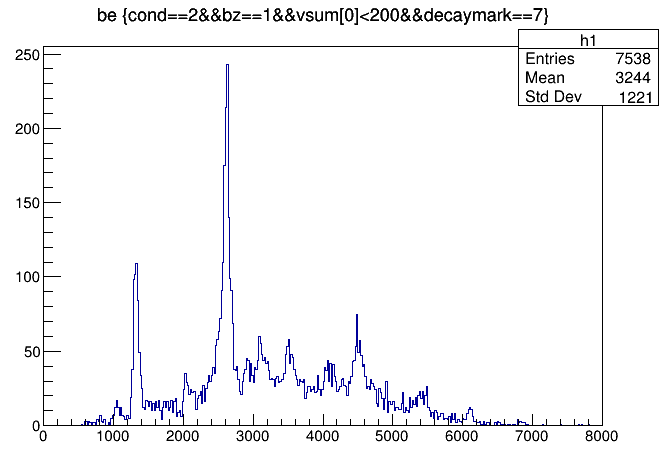 be {cond==2&&bz==1&&vsum[0]<200&&decaymark==7}
h1
Entries 7538
Mean 3244
Std Dev 1221
250
200
150
100
50
0
0 1000 2000 3000 4000 5000 6000 7000 8000